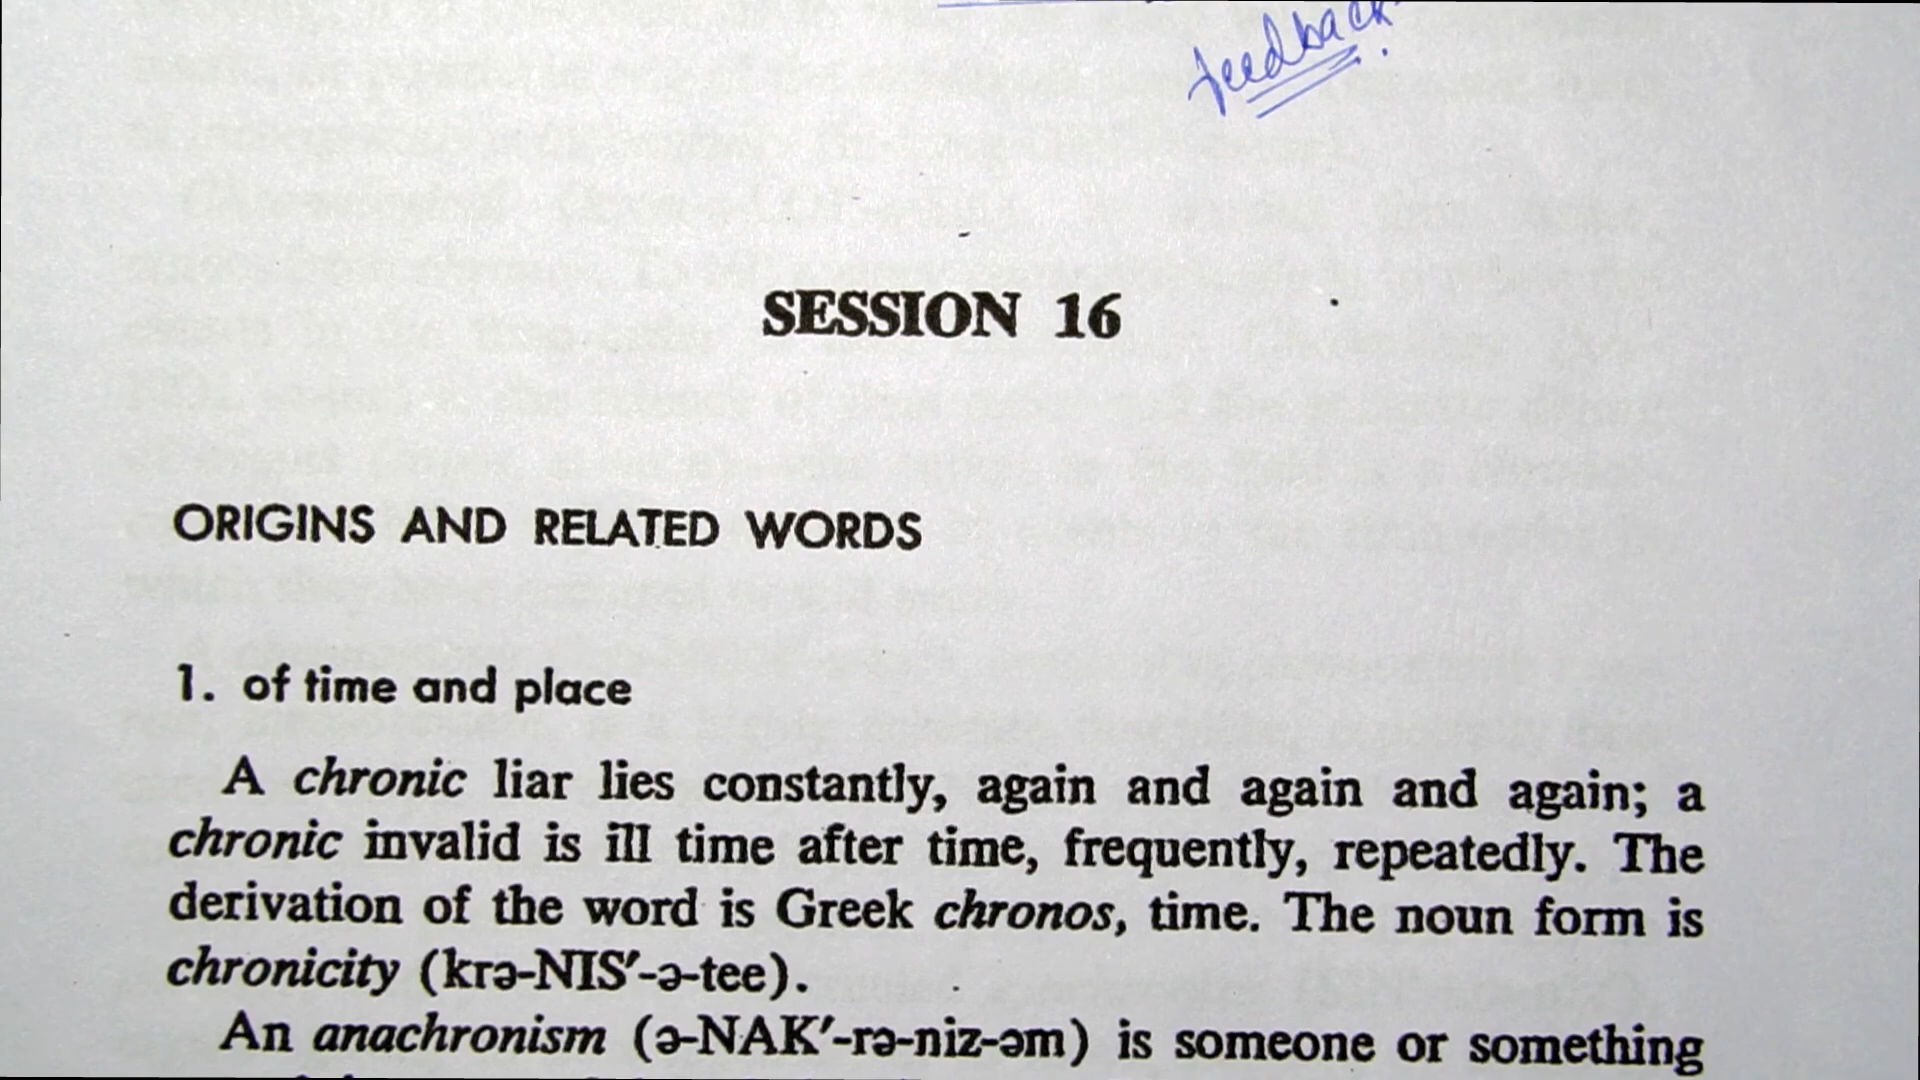 feedback.
SESSION 16
ORIGINS AND RELATED WORDS
1. of time and place
A chronic liar lies constantly, again and again and again; a
chronic invalid is ill time after time, frequently, repeatedly. The
derivation of the word is Greek chronos, time. The noun form is
chronicity (krə-NIS′-ə-tee).
An anachronism (ə-NAK′-rə-niz-əm) is someone or something